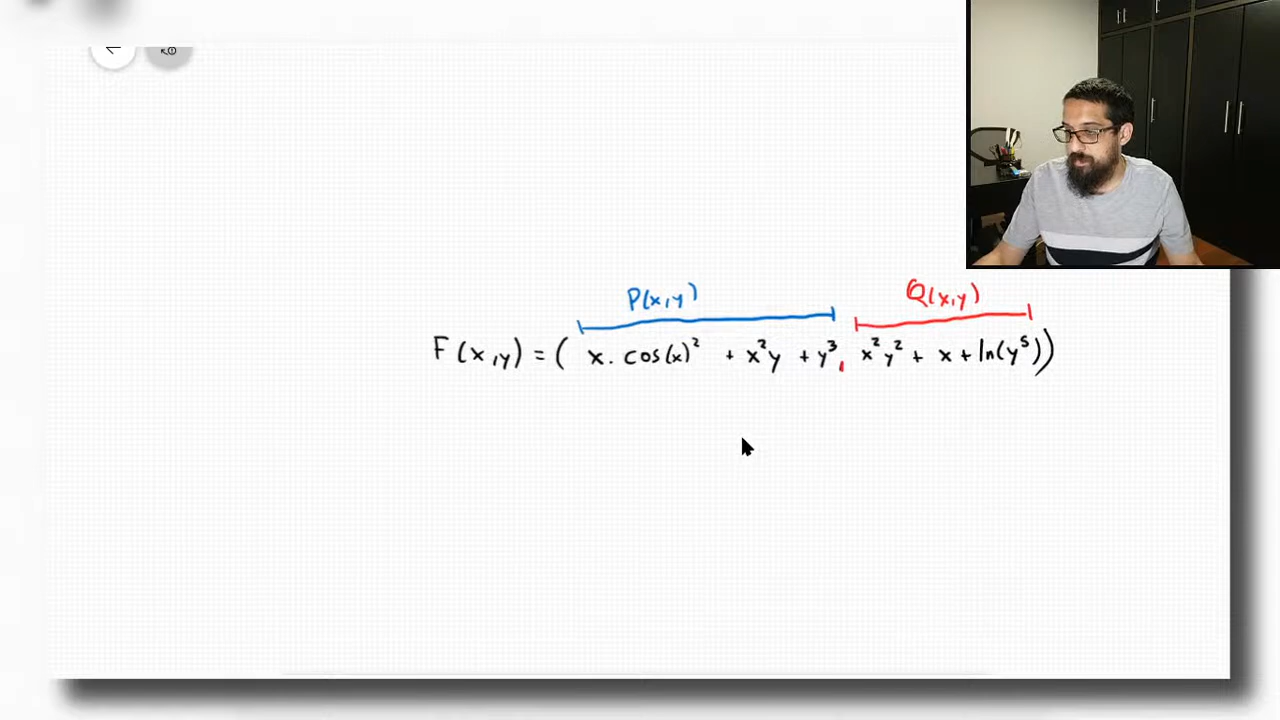 P(x,y) Q(x,y)
F(x,y) = ( x. cos(x)² + x²y + y³, x²y² + x + ln(y⁵))